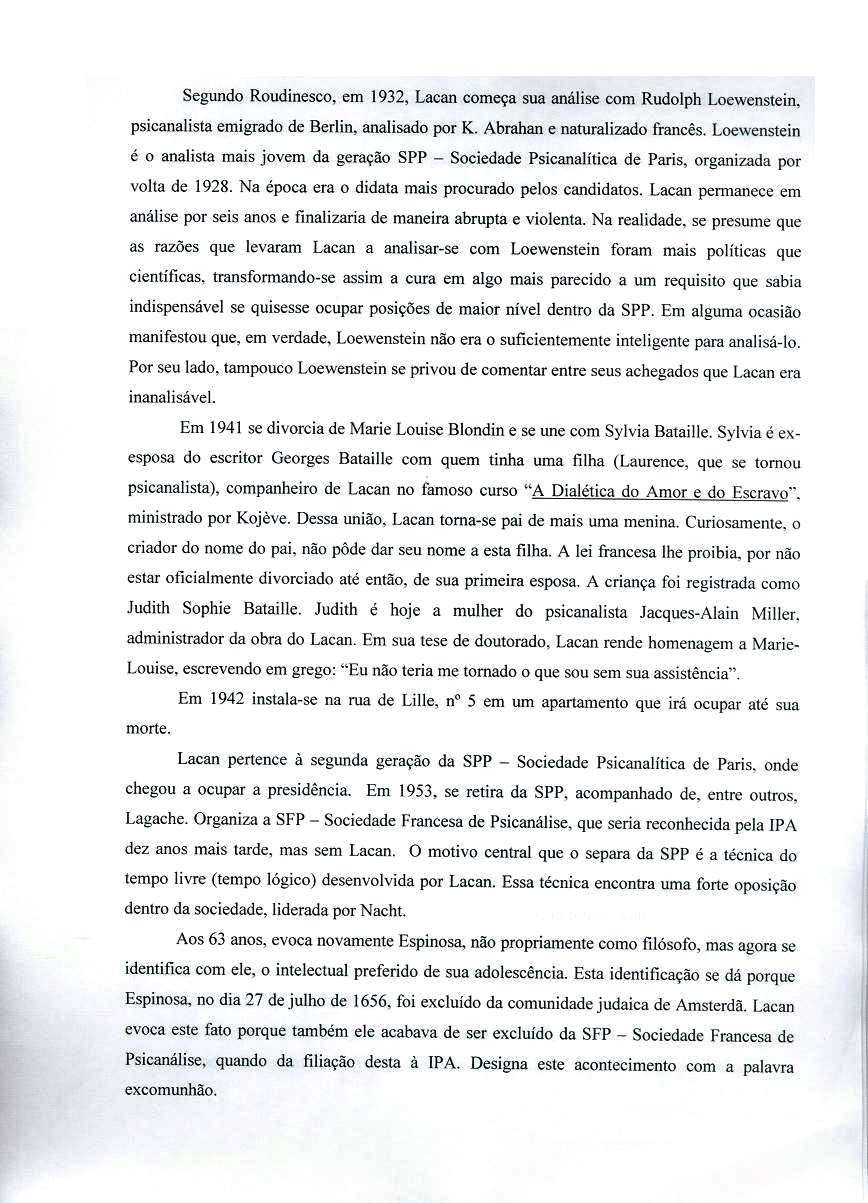 Segundo Roudinesco, em 1932, Lacan começa sua análise com Rudolph Loewenstein,
psicanalista emigrado de Berlin, analisado por K. Abrahan e naturalizado francês. Loewenstein
é o analista mais jovem da geração SPP – Sociedade Psicanalítica de Paris, organizada por
volta de 1928. Na época era o didata mais procurado pelos candidatos. Lacan permanece em
análise por seis anos e finalizaria de maneira abrupta e violenta. Na realidade, se presume que
as razões que levaram Lacan a analisar-se com Loewenstein foram mais políticas que
científicas, transformando-se assim a cura em algo mais parecido a um requisito que sabia
indispensável se quisesse ocupar posições de maior nível dentro da SPP. Em alguma ocasião
manifestou que, em verdade, Loewenstein não era o suficientemente inteligente para analisá-lo.
Por seu lado, tampouco Loewenstein se privou de comentar entre seus achegados que Lacan era
inanalisável.
Em 1941 se divorcia de Marie Louise Blondin e se une com Sylvia Bataille. Sylvia é ex-
esposa do escritor Georges Bataille com quem tinha uma filha (Laurence, que se tornou
psicanalista), companheiro de Lacan no famoso curso “A Dialética do Amor e do Escravo”,
ministrado por Kojève. Dessa união, Lacan torna-se pai de mais uma menina. Curiosamente, o
criador do nome do pai, não pôde dar seu nome a esta filha. A lei francesa lhe proibia, por não
estar oficialmente divorciado até então, de sua primeira esposa. A criança foi registrada como
Judith Sophie Bataille. Judith é hoje a mulher do psicanalista Jacques-Alain Miller,
administrador da obra do Lacan. Em sua tese de doutorado, Lacan rende homenagem a Marie-
Louise, escrevendo em grego: “Eu não teria me tornado o que sou sem sua assistência”.
Em 1942 instala-se na rua de Lille, nº 5 em um apartamento que irá ocupar até sua
morte.
Lacan pertence à segunda geração da SPP – Sociedade Psicanalítica de Paris, onde
chegou a ocupar a presidência. Em 1953, se retira da SPP, acompanhado de, entre outros,
Lagache. Organiza a SFP – Sociedade Francesa de Psicanálise, que seria reconhecida pela IPA
dez anos mais tarde, mas sem Lacan. O motivo central que o separa da SPP é a técnica do
tempo livre (tempo lógico) desenvolvida por Lacan. Essa técnica encontra uma forte oposição
dentro da sociedade, liderada por Nacht.
Aos 63 anos, evoca novamente Espinosa, não propriamente como filósofo, mas agora se
identifica com ele, o intelectual preferido de sua adolescência. Esta identificação se dá porque
Espinosa, no dia 27 de julho de 1656, foi excluído da comunidade judaica de Amsterdã. Lacan
evoca este fato porque também ele acabava de ser excluído da SFP – Sociedade Francesa de
Psicanálise, quando da filiação desta à IPA. Designa este acontecimento com a palavra
excomunhão.